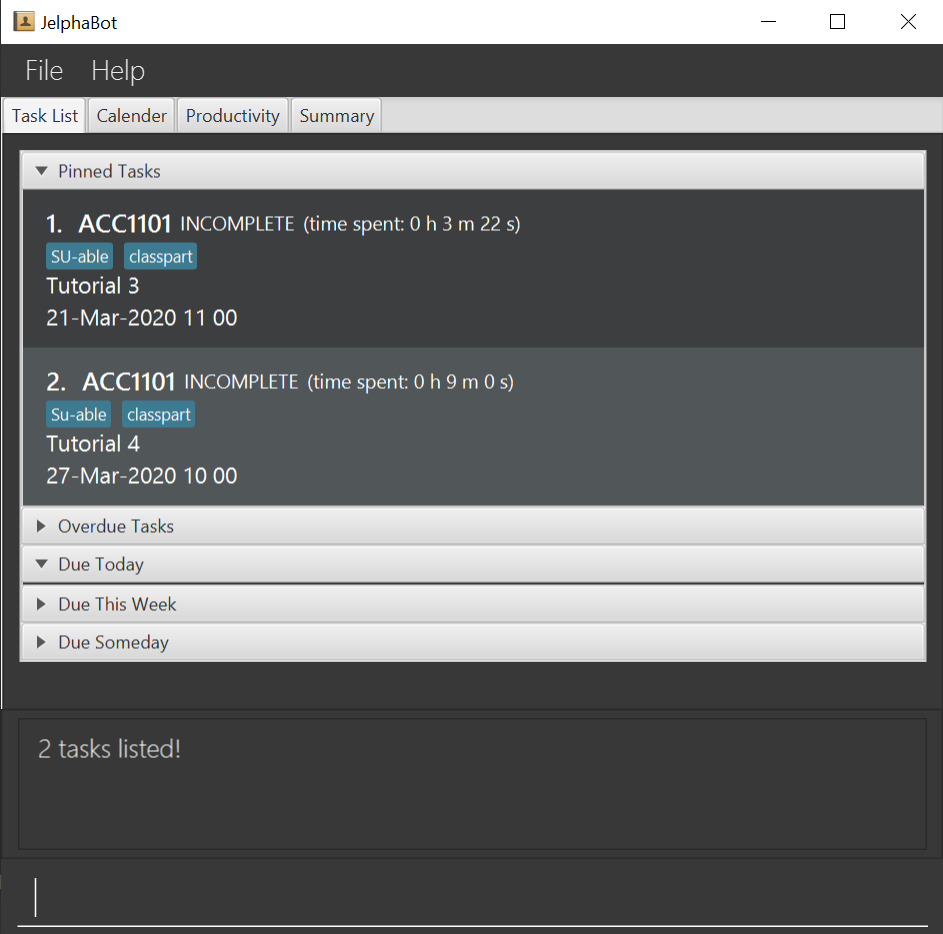 JelphaBot
File Help
Task List Calender Productivity Summary
Pinned Tasks
1. ACC1101 INCOMPLETE (time spent: 0 h 3 m 22 s)
SU-able classpart
Tutorial 3
21-Mar-2020 11 00
2. ACC1101 INCOMPLETE (time spent: 0 h 9 m 0 s)
Su-able classpart
Tutorial 4
27-Mar-2020 10 00
Overdue Tasks
Due Today
Due This Week
Due Someday
2 tasks listed!